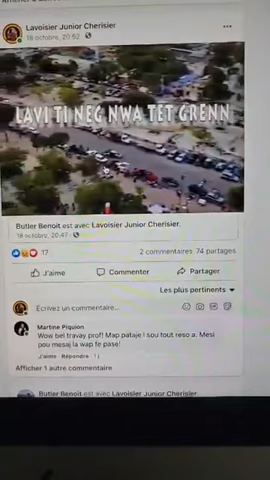 Lavoisier Junior Cherisier
18 octobre, 20:52
LAVI TI NEG NWA TET GRENN
Butler Benoit est avec Lavoisier Junior Cherisier.
18 octobre, 20:47
17
2 commentaires 74 partages
J'aime
Commenter
Partager
Les plus pertinents
Écrivez un commentaire...
Martine Piquion
Wow bel travay prof! Map pataje l sou tout reso a. Mesi
pou mesaj la wap fe pase!
J'aime · Répondre · 1 j
Afficher 1 autre commentaire
Butler Benoit est avec Lavoisier Junior Cherisier.